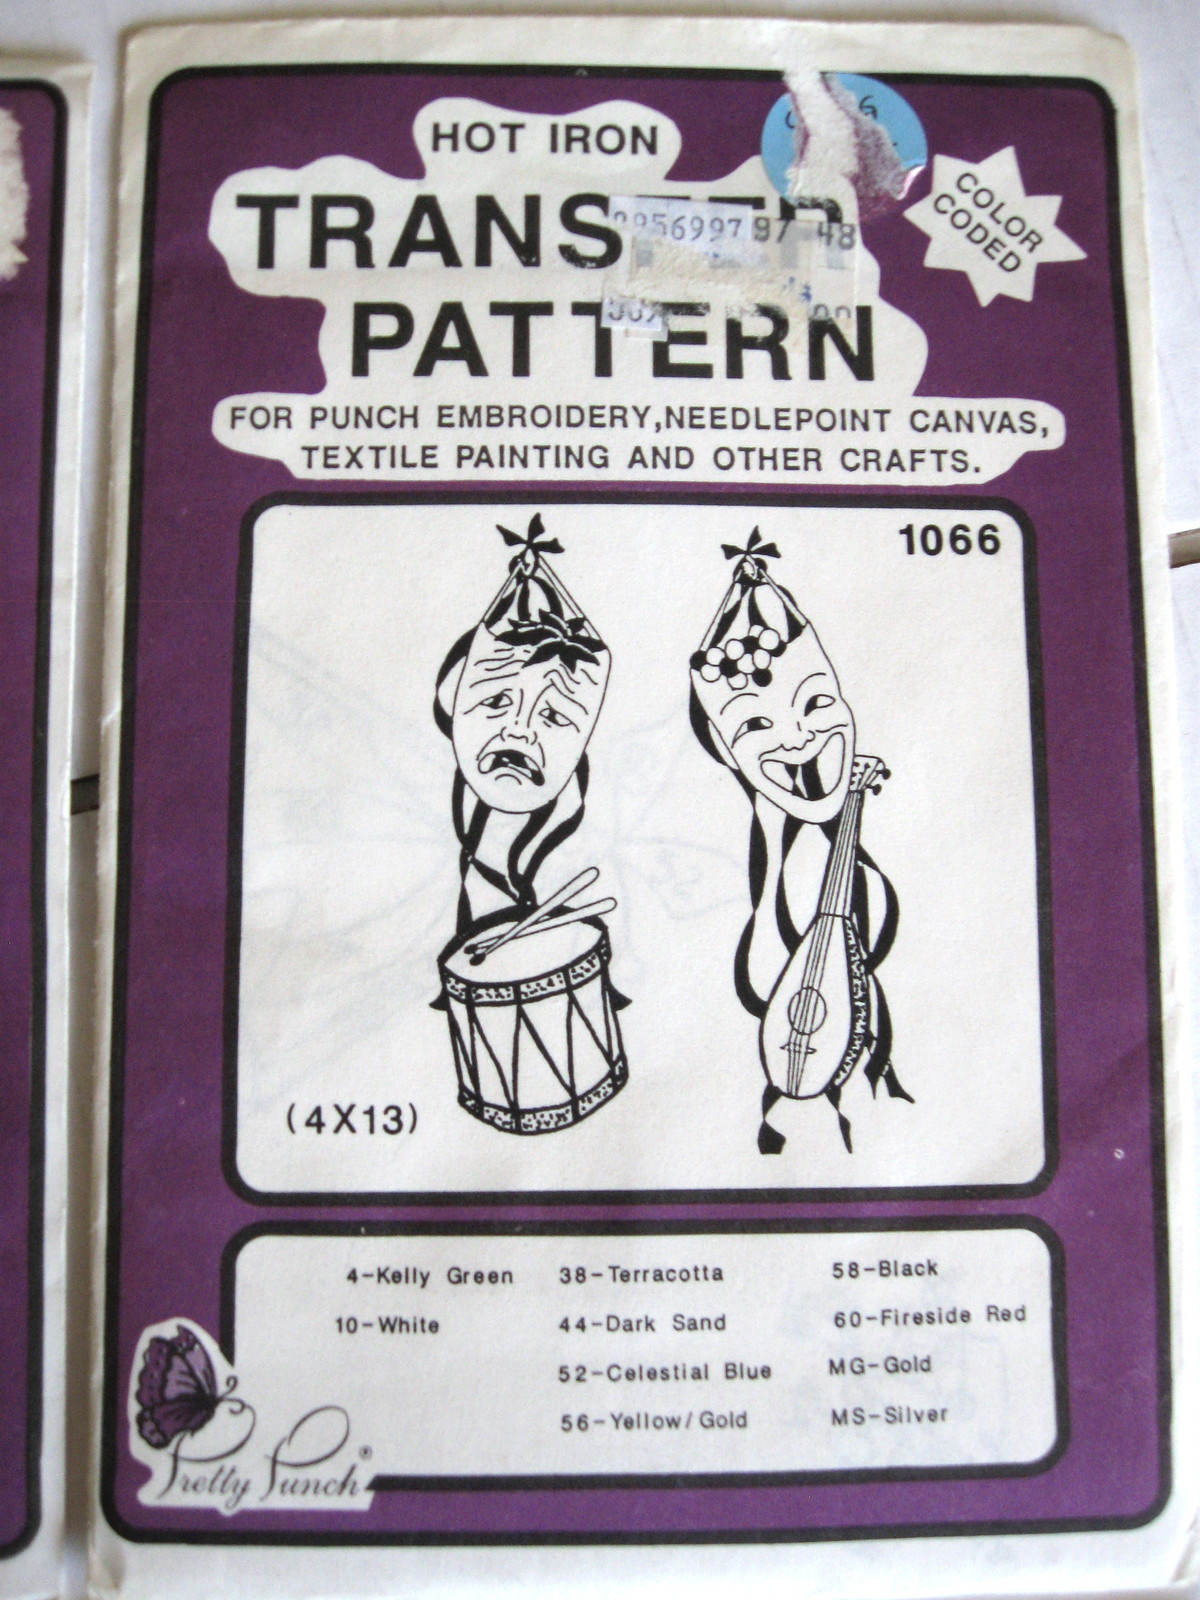 HOT IRON
TRANSFER
PATTERN
COLOR
CODED
FOR PUNCH EMBROIDERY,NEEDLEPOINT CANVAS,
TEXTILE PAINTING AND OTHER CRAFTS.
1066
(4X13)
4-Kelly Green
10-White
38-Terracotta
44-Dark Sand
52-Celestial Blue
56-Yellow/Gold
58-Black
60-Fireside Red
MG-Gold
MS-Silver
Pretty Punch®